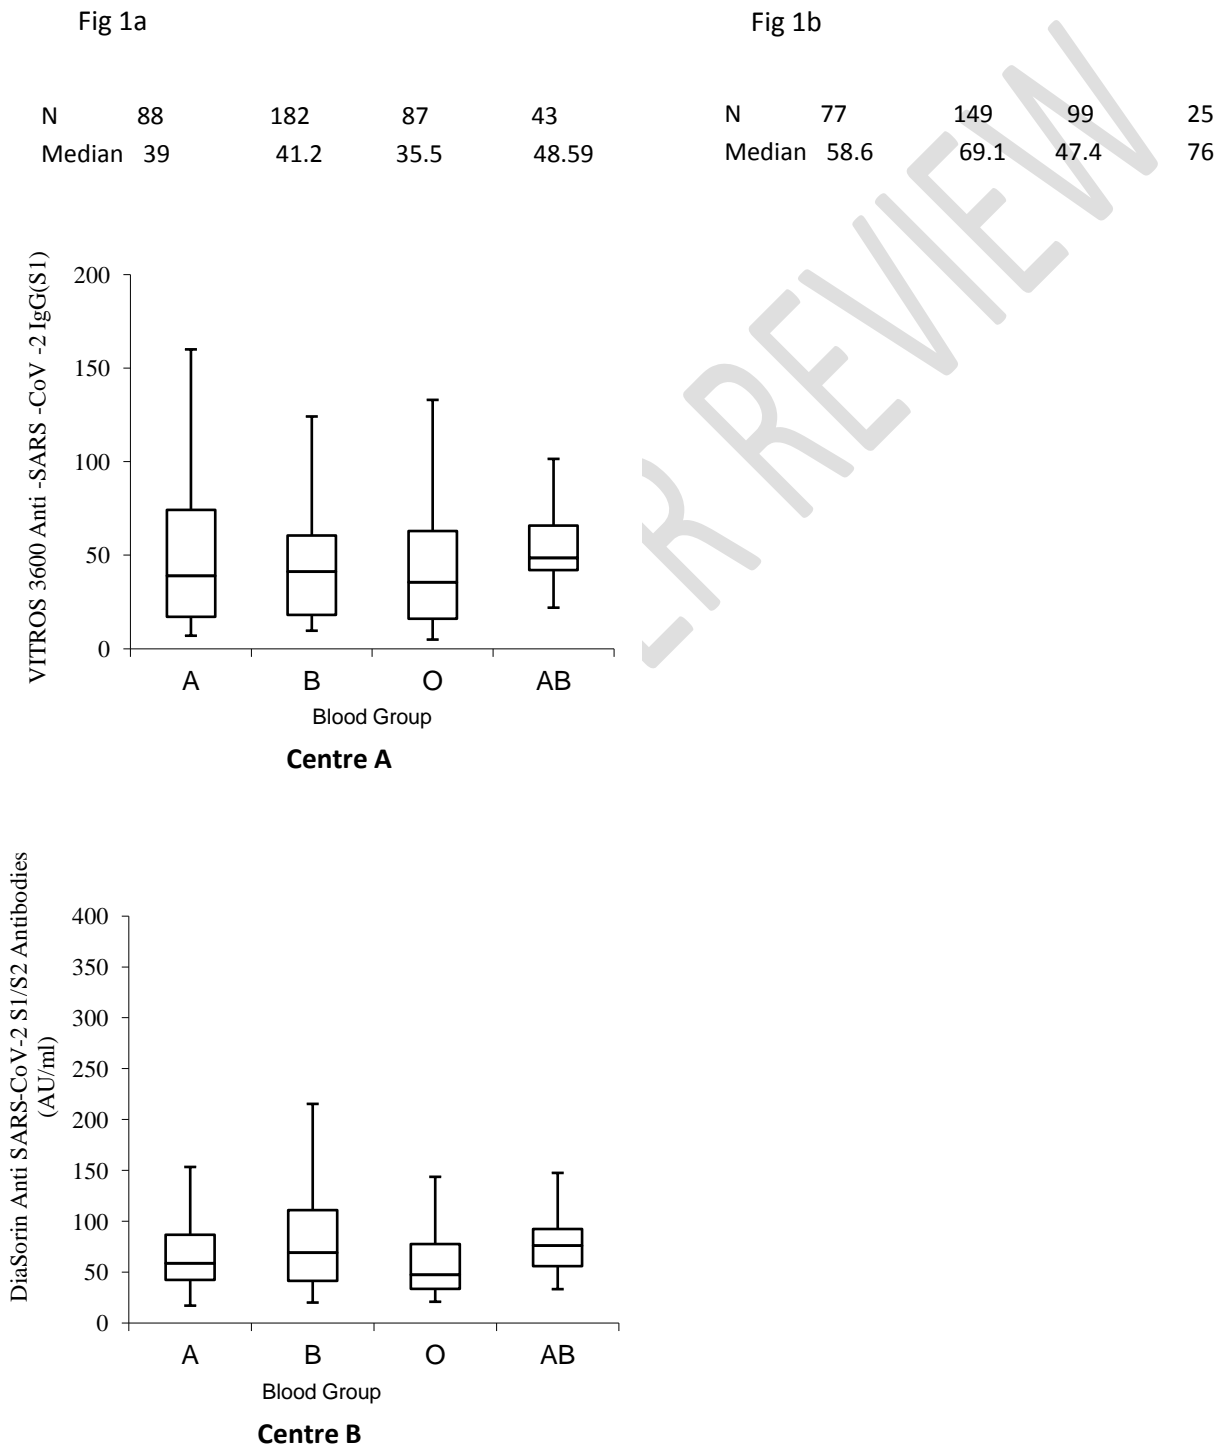 Fig 1a
Fig 1b
N 88 182 87 43
Median 39 41.2 35.5 48.59
N 77 149 99 25
Median 58.6 69.1 47.4 76
VITROS 3600 Anti -SARS -CoV -2 IgG(S1)
200
150
100
50
0
A B O AB
Blood Group
Centre A
ER REVIEW
DiaSorin Anti SARS-CoV-2 S1/S2 Antibodies
(AU/ml)
400
350
300
250
200
150
100
50
0
A B O AB
Blood Group
Centre B